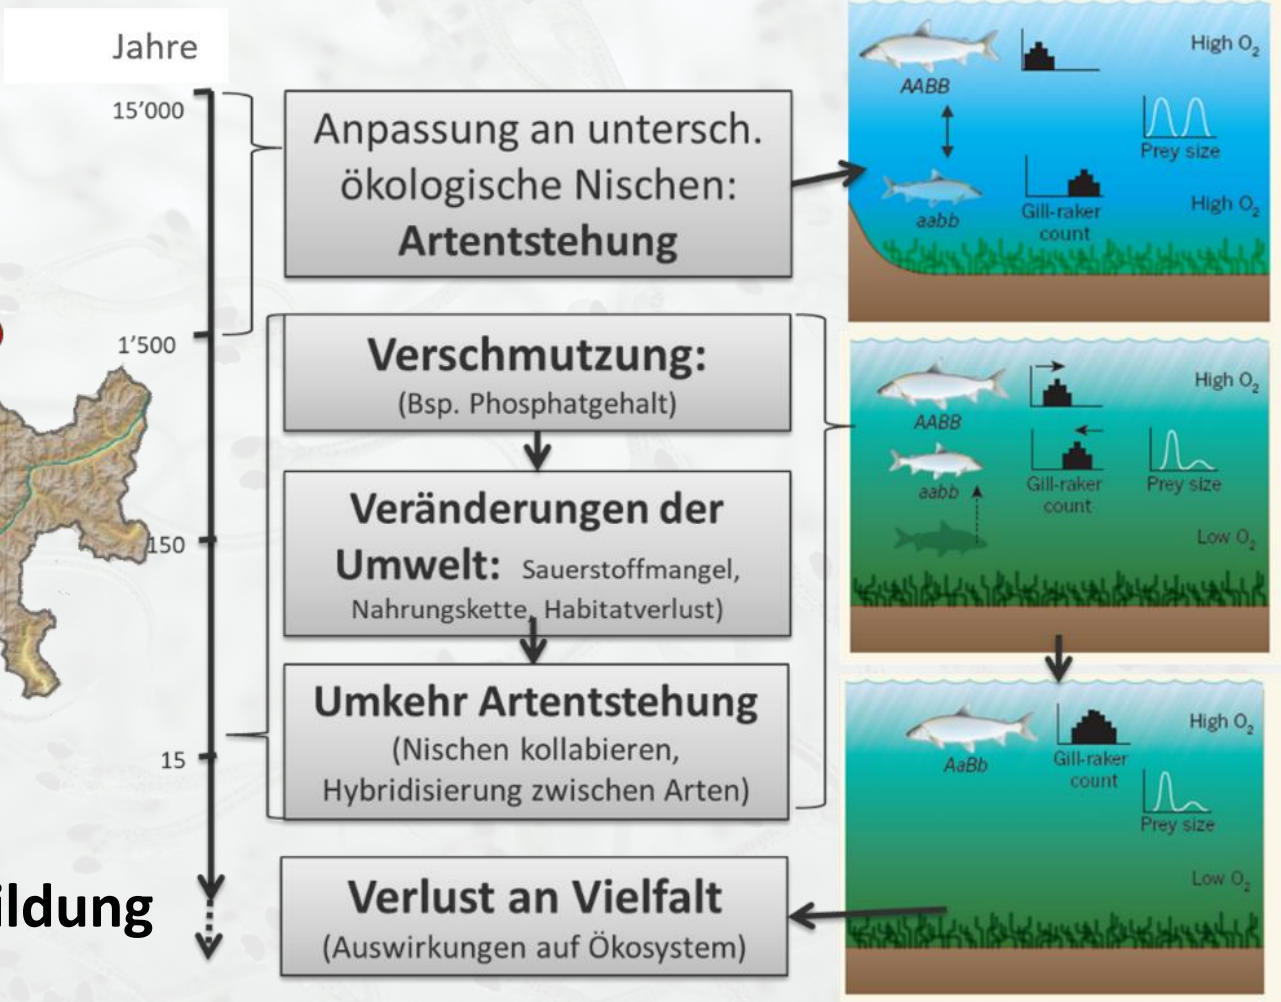 Jahre
15’000
1’500
150
15
Anpassung an untersch.
ökologische Nischen:
Artentstehung
Verschmutzung:
(Bsp. Phosphatgehalt)
Veränderungen der
Umwelt: Sauerstoffmangel,
Nahrungskette, Habitatverlust)
Umkehr Artentstehung
(Nischen kollabieren,
Hybridisierung zwischen Arten)
Verlust an Vielfalt
(Auswirkungen auf Ökosystem)
ildung
High O2
AABB
Prey size
aabb
Gill-raker
count
High O2
High O2
AABB
aabb
Gill-raker
count
Prey size
Low O2
High O2
AaBb
Gill-raker
count
Prey size
Low O2